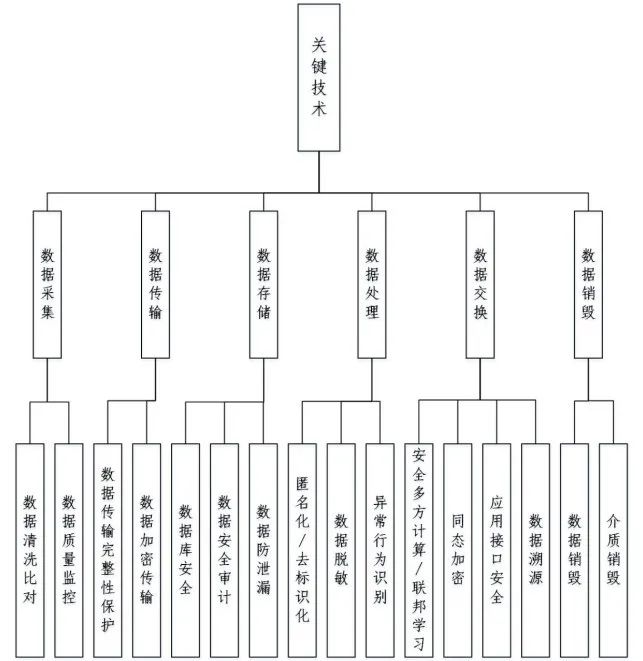 关键技术
数据采集
数据传输
数据存储
数据处理
数据交换
数据销毁
数据清洗比对
数据质量监控
数据传输完整性保护
数据加密传输
数据库安全
数据安全审计
数据防泄漏
匿名化/去标识化
数据脱敏
异常行为识别
安全多方计算/联邦学习
同态加密
应用接口安全
数据溯源
数据销毁
介质销毁